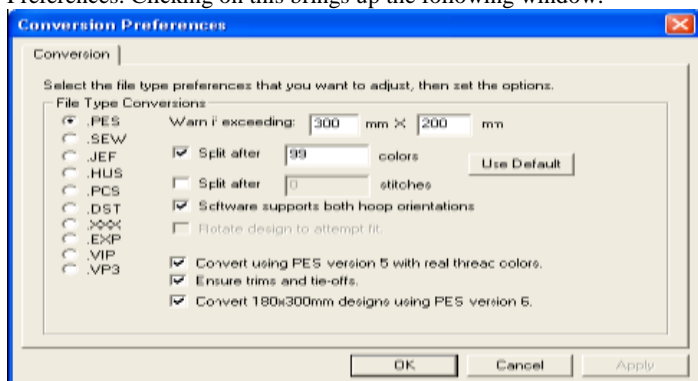 Preferences. Clicking on this brings up the following window:
Conversion Preferences
Conversion
Select the file type preferences that you want to adjust, then set the options.
File Type Conversions
.PES
Warn if exceeding: 300 mm X 200 mm
.SEW
.JEF
Split after 99 colors
Use Default
.HUS
.PCS
Split after 0 stitches
.DST
Software supports both hoop orientations
.XXX
Rotate design to attempt fit.
.EXP
.VIP
Convert using PES version 5 with real thread colors.
.VP3
Ensure trims and tie-offs.
Convert 180x300mm designs using PES version 6.
OK Cancel Apply